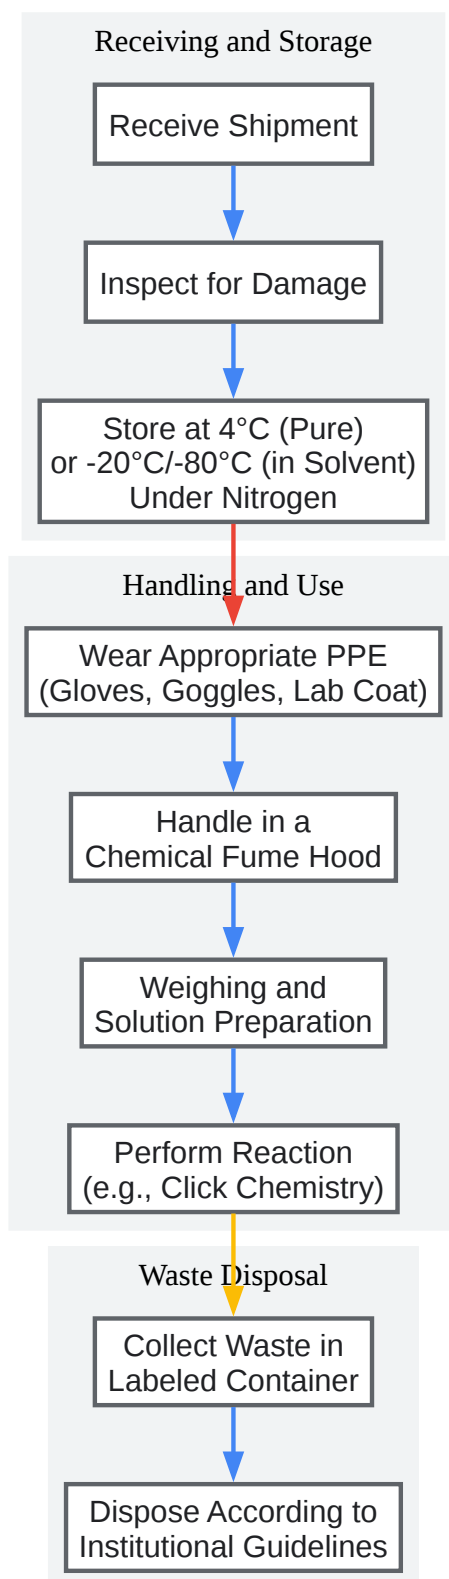 Receiving and Storage
Receive Shipment
Inspect for Damage
Store at 4°C (Pure)
or -20°C/-80°C (in Solvent)
Under Nitrogen
Handling and Use
Wear Appropriate PPE
(Gloves, Goggles, Lab Coat)
Handle in a
Chemical Fume Hood
Weighing and
Solution Preparation
Perform Reaction
(e.g., Click Chemistry)
Waste Disposal
Collect Waste in
Labeled Container
Dispose According to
Institutional Guidelines